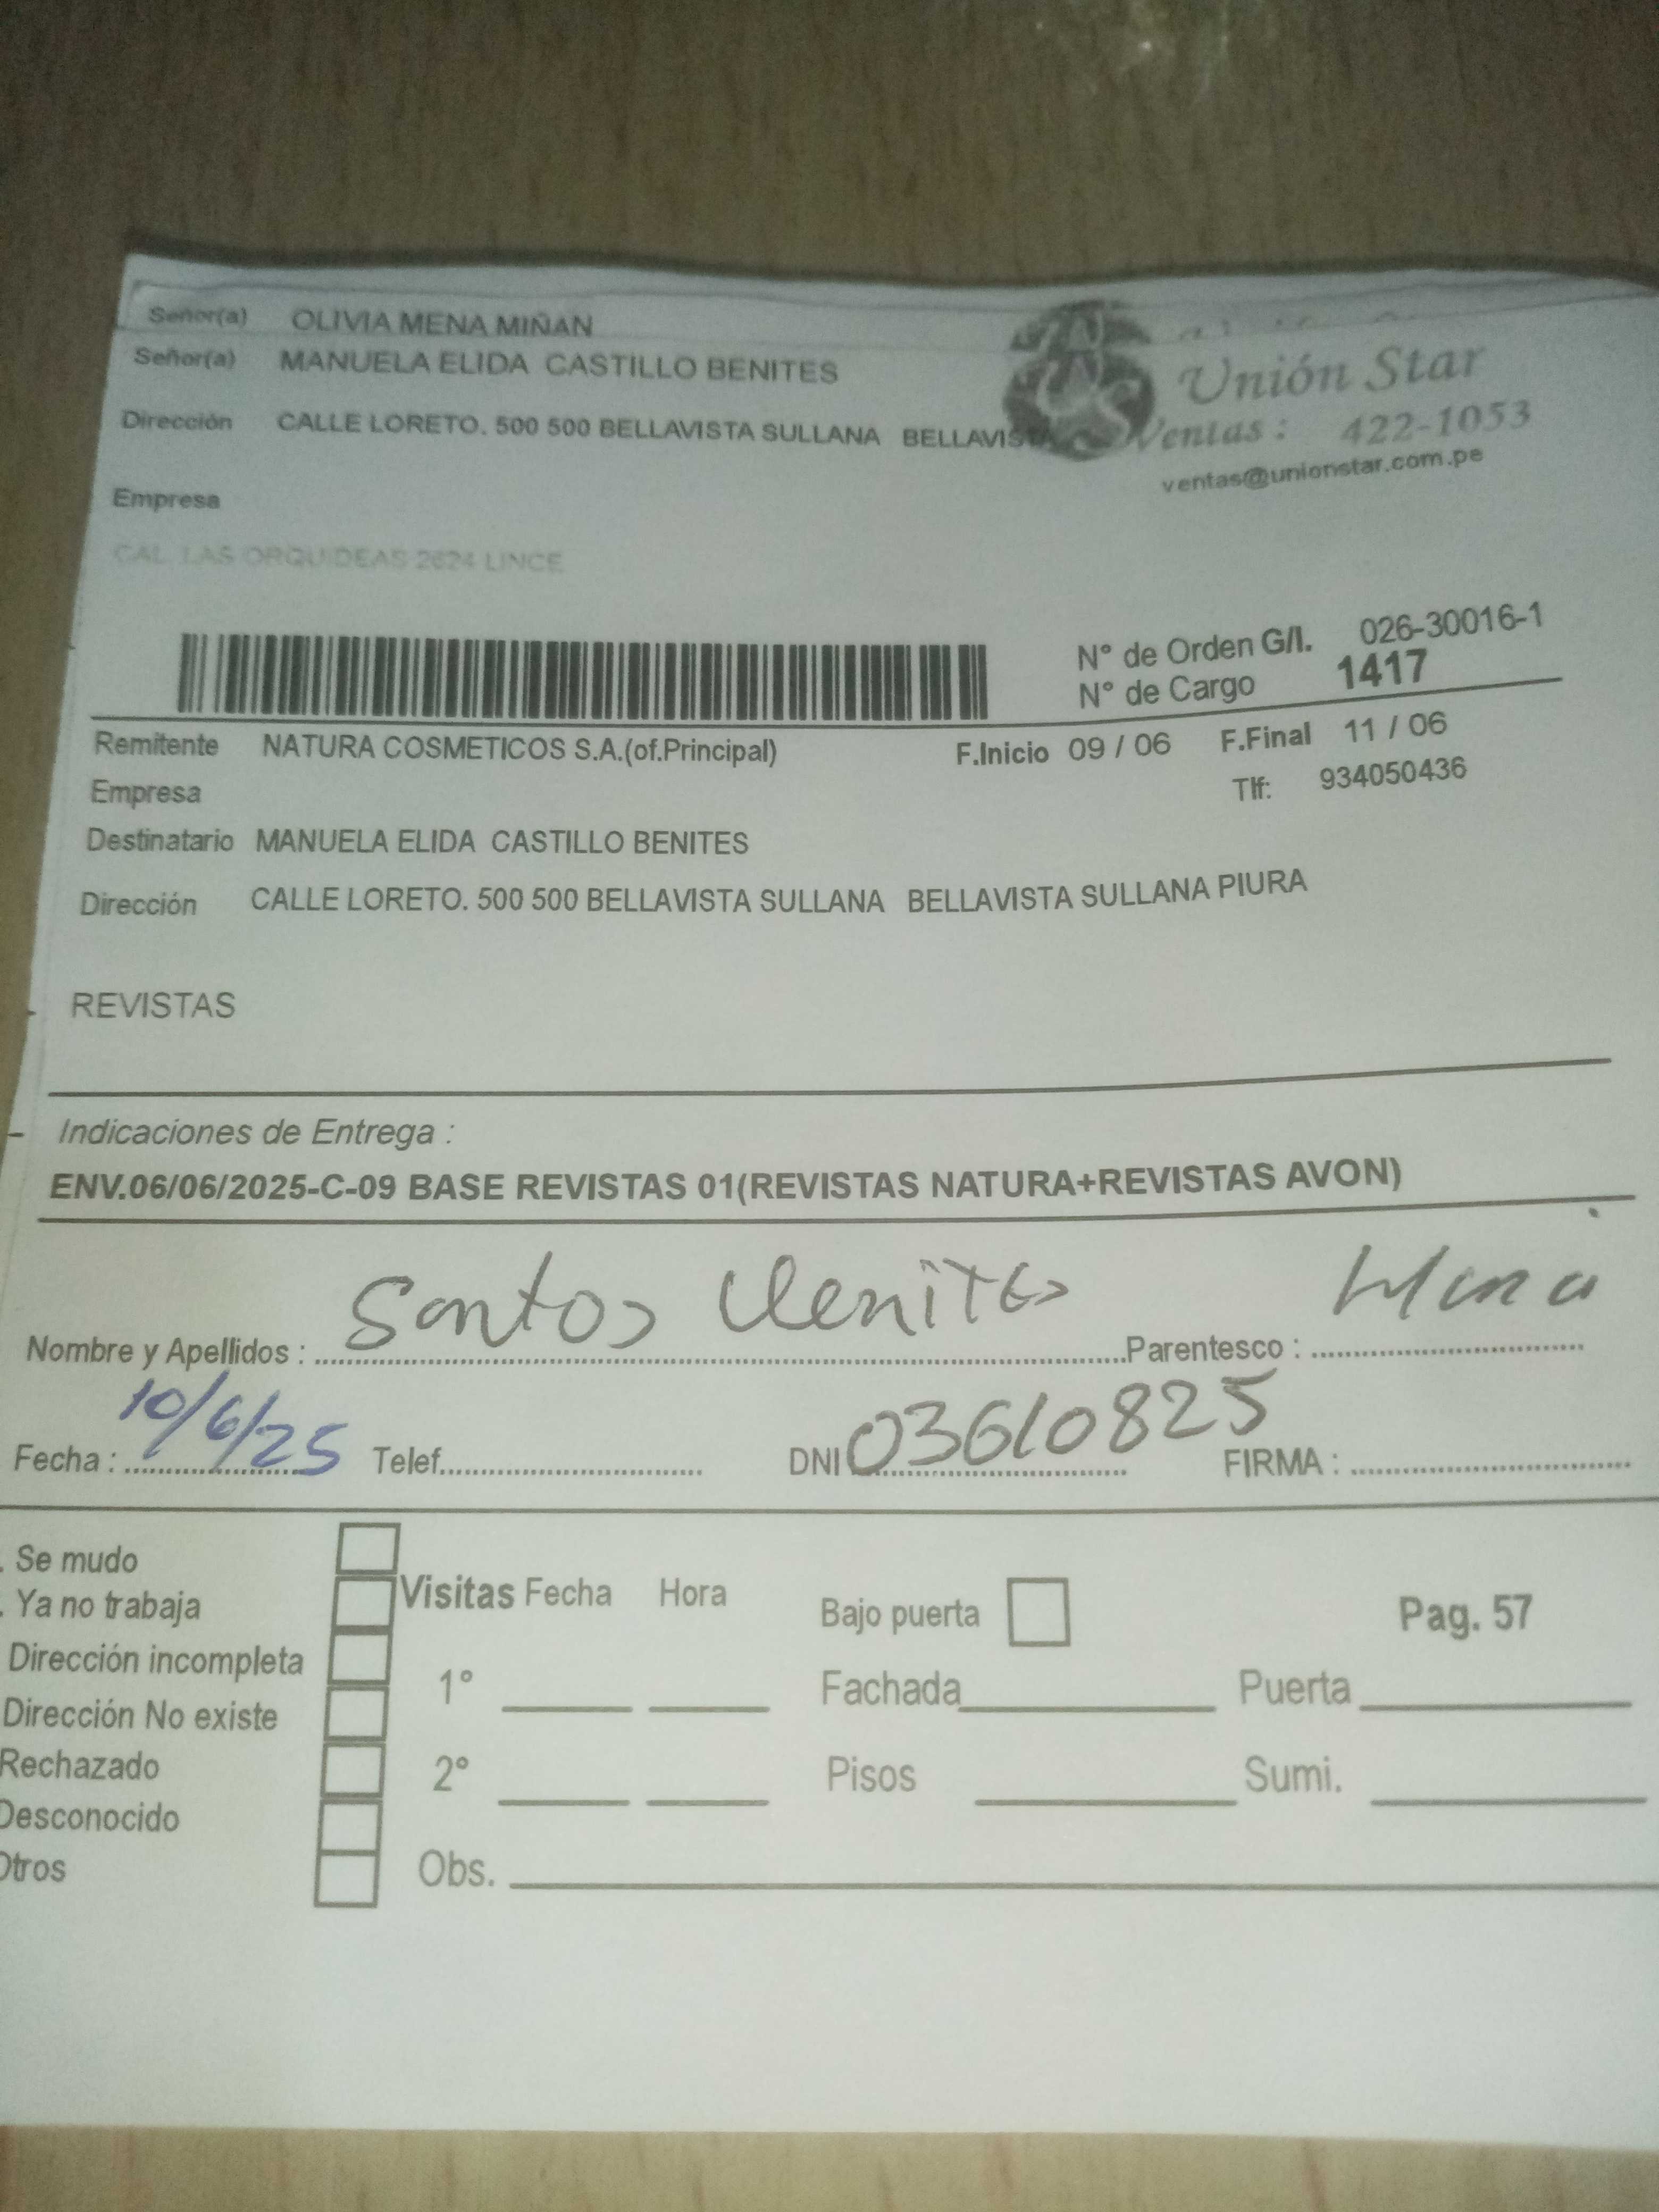 Señor(a) OLIVIA MENA MIÑAN
Señor(a) MANUELA ELIDA CASTILLO BENITES
Unión Star
Dirección CALLE LORETO. 500 500 BELLAVISTA SULLANA BELLAVISTA
Ventas : 422-1053
ventas@unionstar.com.pe
Empresa
CAL. LAS ORQUIDEAS 2624 LINCE
N° de Orden G/I. 026-30016-1
N° de Cargo 1417
Remitente NATURA COSMETICOS S.A.(of.Principal) F.Inicio 09 / 06 F.Final 11 / 06
Empresa Tlf: 934050436
Destinatario MANUELA ELIDA CASTILLO BENITES
Dirección CALLE LORETO. 500 500 BELLAVISTA SULLANA BELLAVISTA SULLANA PIURA
REVISTAS
Indicaciones de Entrega :
ENV.06/06/2025-C-09 BASE REVISTAS 01(REVISTAS NATURA+REVISTAS AVON)
Nombre y Apellidos : Santos Parentesco :
Fecha : 10/6/25 Telef. DNI 03610825 FIRMA :
. Se mudo
. Ya no trabaja Visitas Fecha Hora Bajo puerta Pag. 57
Dirección incompleta 1° Fachada Puerta
Dirección No existe
Rechazado 2° Pisos Sumi.
Desconocido
Otros Obs.